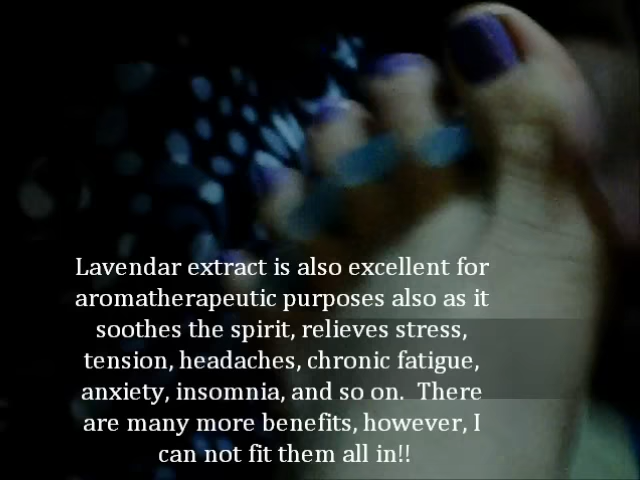 Lavendar extract is also excellent for
aromatherapeutic purposes also as it
soothes the spirit, relieves stress,
tension, headaches, chronic fatigue,
anxiety, insomnia, and so on.  There
are many more benefits, however, I
can not fit them all in!!